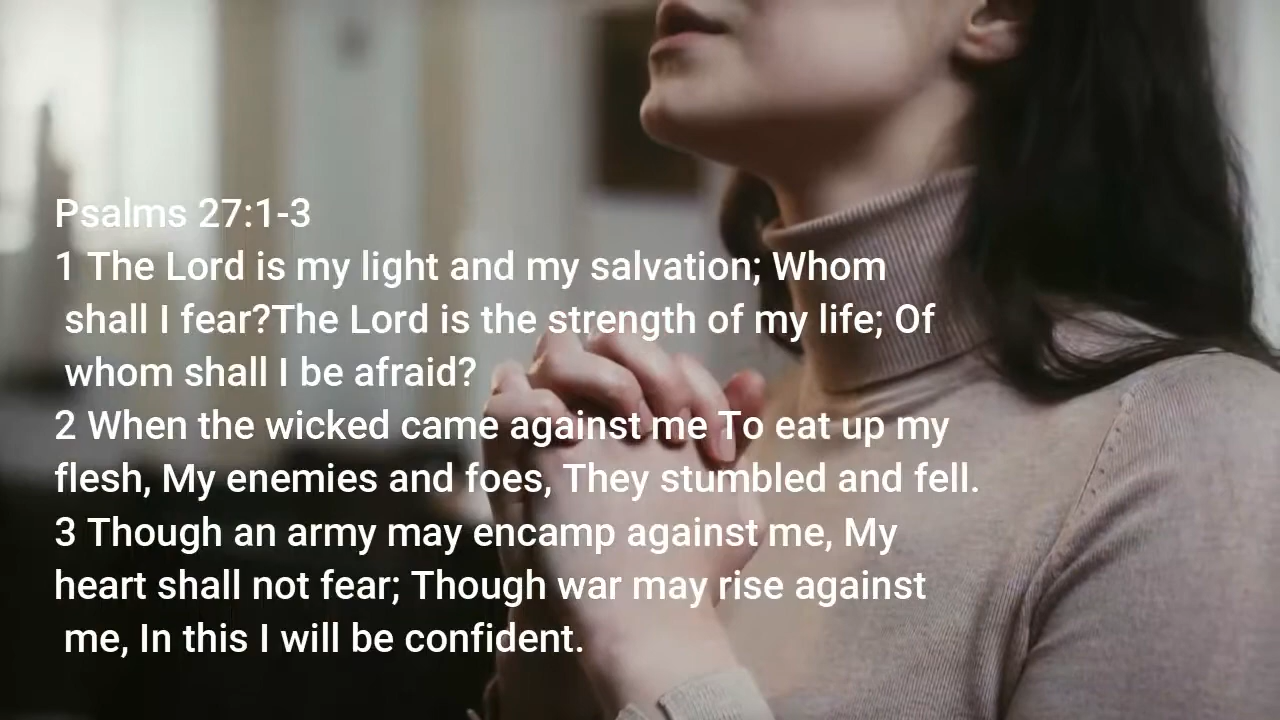 Psalms 27:1-3
1 The Lord is my light and my salvation; Whom
shall I fear?The Lord is the strength of my life; Of
whom shall I be afraid?
2 When the wicked came against me To eat up my
flesh, My enemies and foes, They stumbled and fell.
3 Though an army may encamp against me, My
heart shall not fear; Though war may rise against
me, In this I will be confident.